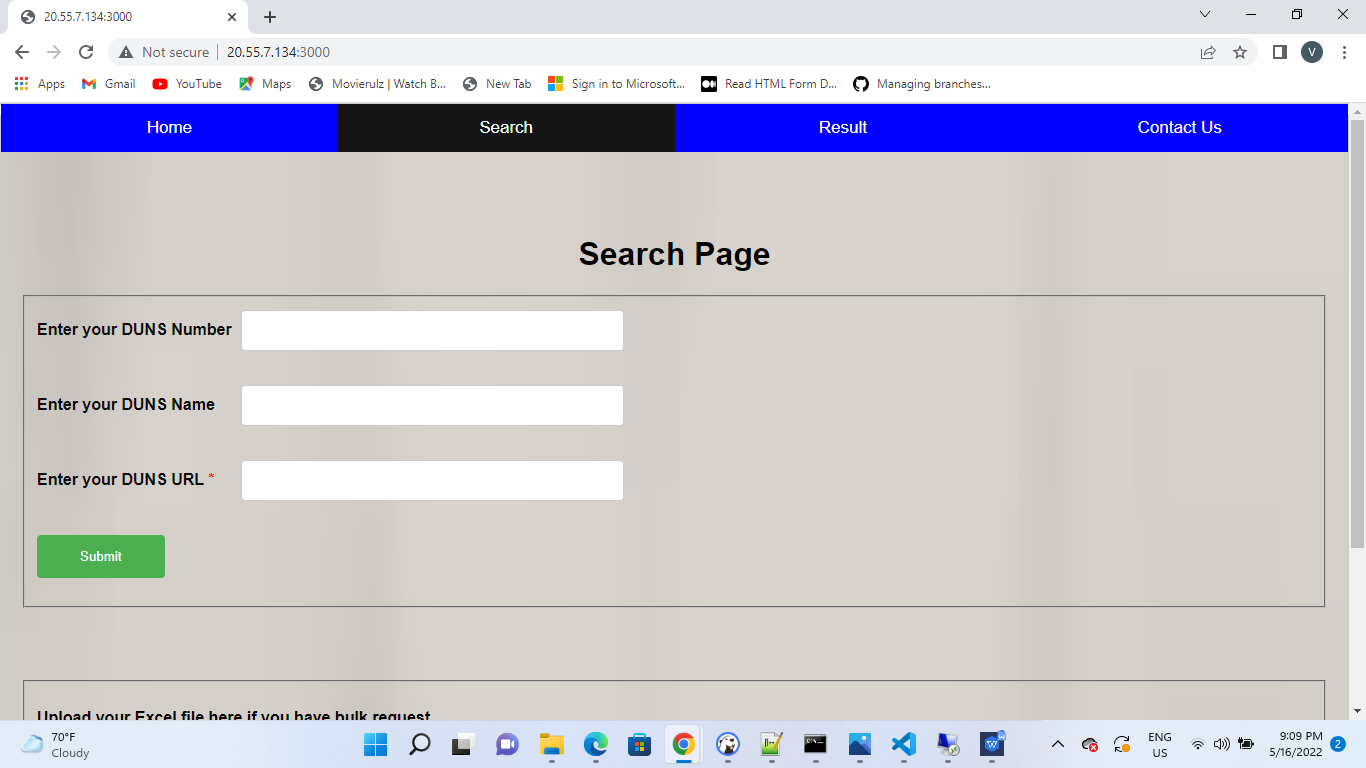 20.55.7.134:3000
Not secure 20.55.7.134:3000 V
Apps Gmail YouTube Maps Movierulz | Watch B... New Tab Sign in to Microsoft... Read HTML Form D... Managing branches...
Home Search Result Contact Us
Search Page
Enter your DUNS Number
Enter your DUNS Name
Enter your DUNS URL *
Submit
Upload your Excel file here if you have bulk request
70°F
Cloudy
ENG
US
9:09 PM
5/16/2022
2